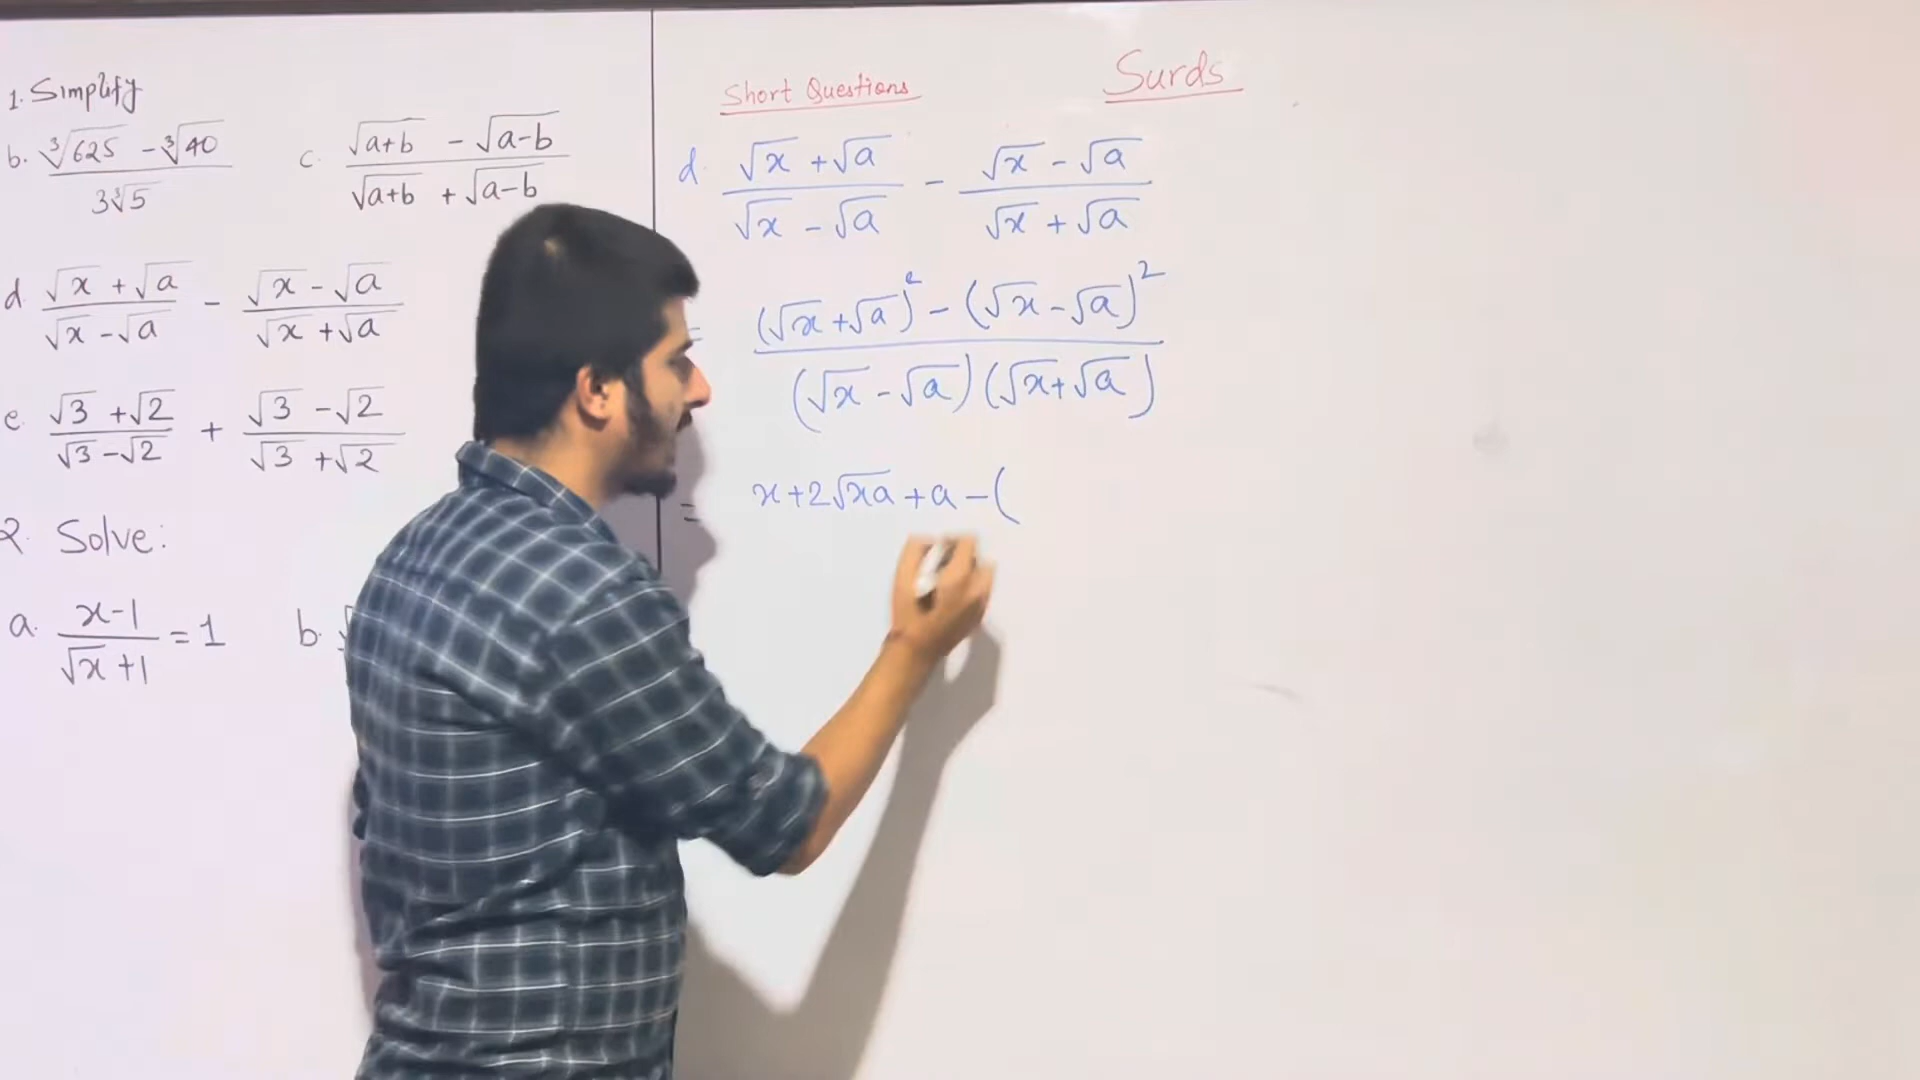 1. Simplify
b. (∛625 - ∛40) / 3∛5
c. (√(a+b) - √(a-b)) / (√(a+b) + √(a-b))
d. (√x + √a) / (√x - √a) - (√x - √a) / (√x + √a)
e. (√3 + √2) / (√3 - √2) + (√3 - √2) / (√3 + √2)
2. Solve:
a. (x-1) / (√x + 1) = 1
b.
Short Questions
Surds
d. (√x + √a) / (√x - √a) - (√x - √a) / (√x + √a)
= ((√x + √a)² - (√x - √a)²) / ((√x - √a)(√x + √a))
= x + 2√xa + a - (